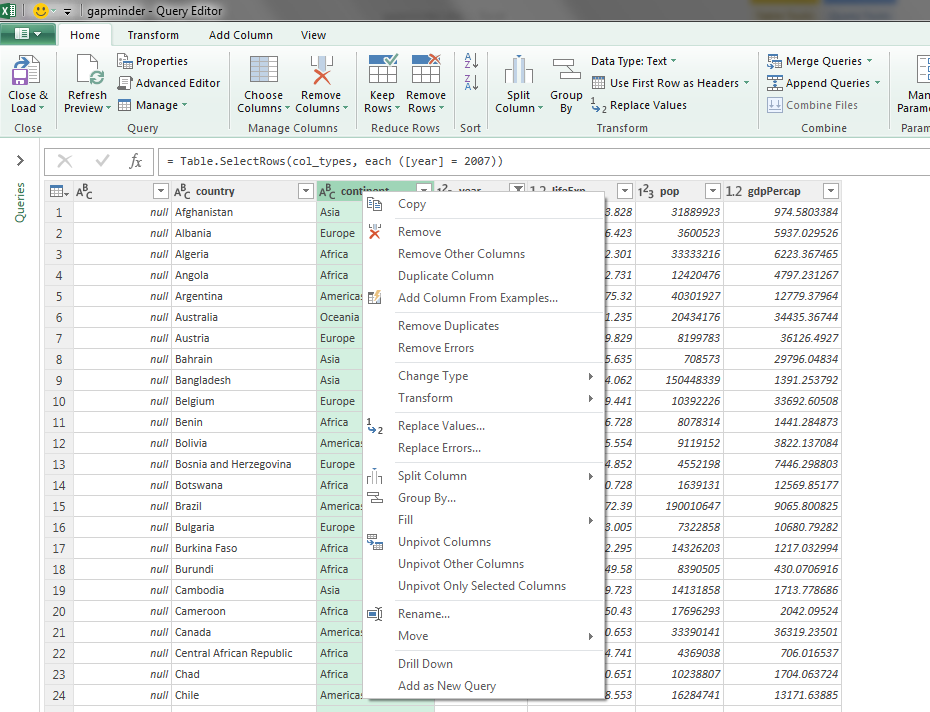 gapminder - Query Editor
Home Transform Add Column View
Close & Load
Refresh Preview
Properties
Advanced Editor
Manage
Choose Columns
Remove Columns
Keep Rows
Remove Rows
Split Column
Group By
Data Type: Text
Use First Row as Headers
Replace Values
Merge Queries
Append Queries
Combine Files
Close Query Manage Columns Reduce Rows Sort Transform Combine
Queries
fx = Table.SelectRows(col_types, each ([year] = 2007))
country continent year lifeExp pop gdpPercap
1 null Afghanistan Asia 3.828 31889923 974.5803384
2 null Albania Europe 6.423 3600523 5937.029526
3 null Algeria Africa 2.301 33333216 6223.367465
4 null Angola Africa 2.731 12420476 4797.231267
5 null Argentina Americas 75.32 40301927 12779.37964
6 null Australia Oceania 1.235 20434176 34435.36744
7 null Austria Europe 9.829 8199783 36126.4927
8 null Bahrain Asia 5.635 708573 29796.04834
9 null Bangladesh Asia 4.062 150448339 1391.253792
10 null Belgium Europe 9.441 10392226 33692.60508
11 null Benin Africa 6.728 8078314 1441.284873
12 null Bolivia Americas 5.554 9119152 3822.137084
13 null Bosnia and Herzegovina Europe 4.852 4552198 7446.298803
14 null Botswana Africa 0.728 1639131 12569.85177
15 null Brazil Americas 72.39 190010647 9065.800825
16 null Bulgaria Europe 3.005 7322858 10680.79282
17 null Burkina Faso Africa 2.295 14326203 1217.032994
18 null Burundi Africa 49.58 8390505 430.0706916
19 null Cambodia Asia 9.723 14131858 1713.778686
20 null Cameroon Africa 50.43 17696293 2042.09524
21 null Canada Americas 0.653 33390141 36319.23501
22 null Central African Republic Africa 4.741 4369038 706.016537
23 null Chad Africa 0.651 10238807 1704.063724
24 null Chile Americas 8.553 16284741 13171.63885
Copy
Remove
Remove Other Columns
Duplicate Column
Add Column From Examples...
Remove Duplicates
Remove Errors
Change Type
Transform
Replace Values...
Replace Errors...
Split Column
Group By...
Fill
Unpivot Columns
Unpivot Other Columns
Unpivot Only Selected Columns
Rename...
Move
Drill Down
Add as New Query